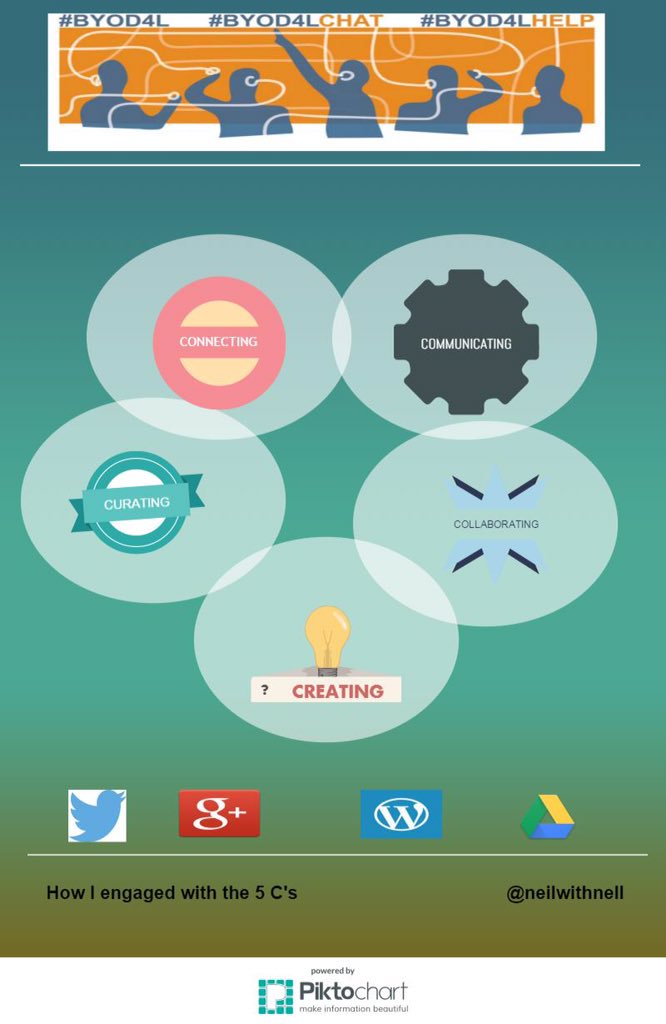 #BYOD4L #BYOD4LCHAT #BYOD4LHELP
CONNECTING
COMMUNICATING
CURATING
COLLABORATING
? CREATING
g+
W
How I engaged with the 5 C's @neilwithnell
powered by
Piktochart
make information beautiful